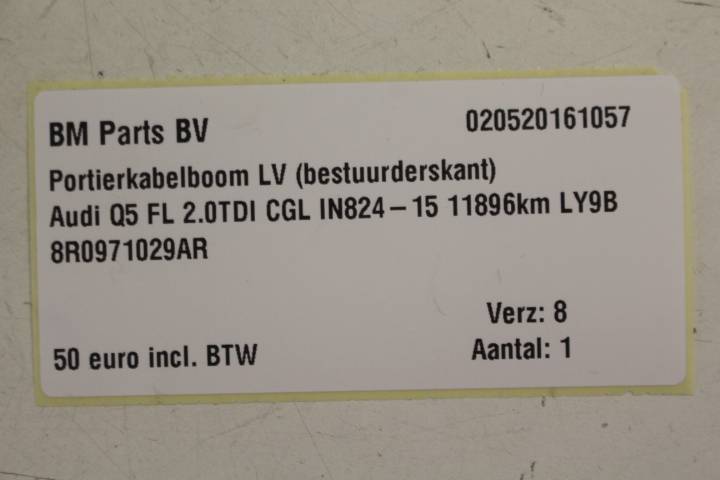 BM Parts BV 020520161057
Portierkabelboom LV (bestuurderskant)
Audi Q5 FL 2.0TDI CGL IN824-15 11896km LY9B
8R0971029AR
Verz: 8
50 euro incl. BTW Aantal: 1